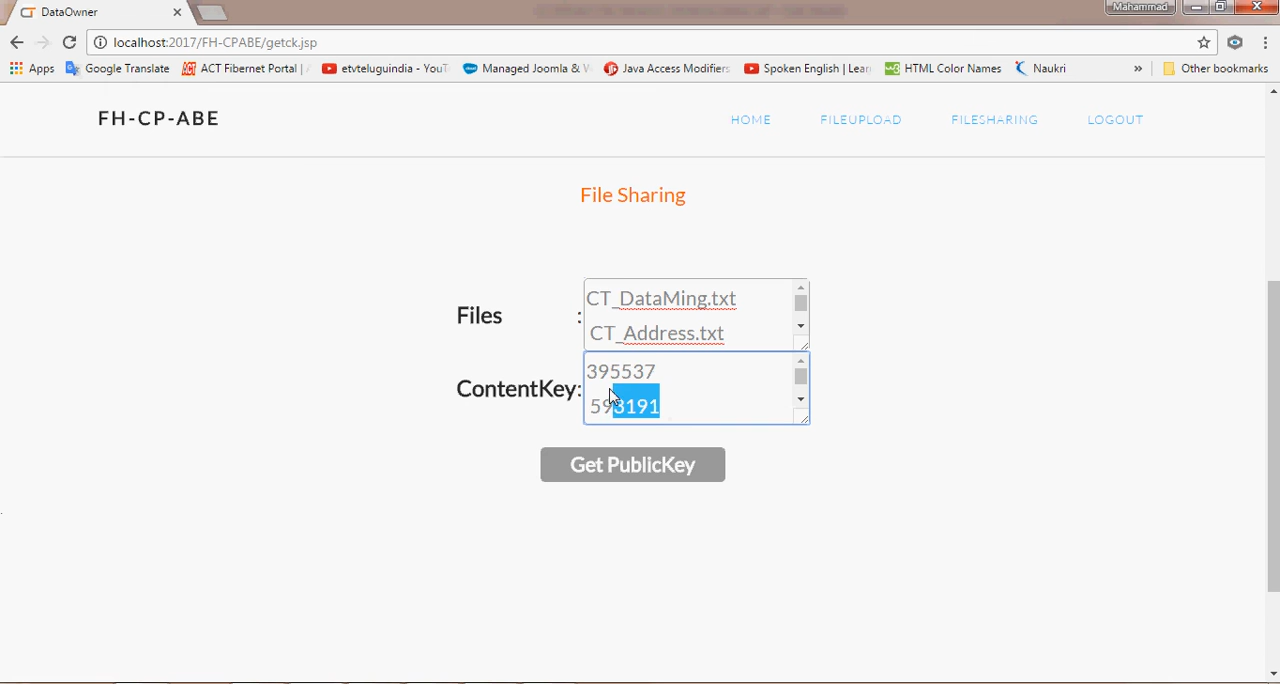 DataOwner
Mahammad
localhost:2017/FH-CPABE/getck.jsp
Apps Google Translate ACT Fibernet Portal | etvteluguindia - YouT Managed Joomla & Java Access Modifiers Spoken English | Lear HTML Color Names Naukri » Other bookmarks
FH-CP-ABE HOME FILEUPLOAD FILESHARING LOGOUT
File Sharing
CT_DataMing.txt
Files :
CT_Address.txt
395537
ContentKey:
593191
Get PublicKey